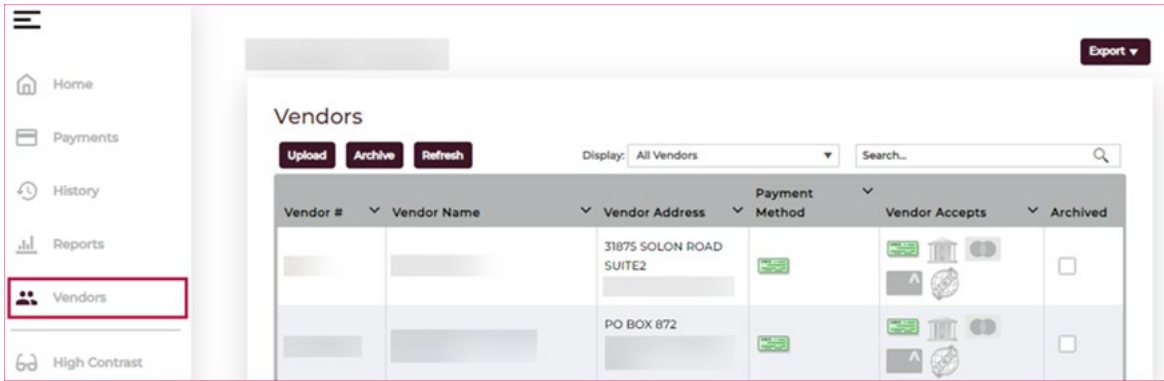 Export
Home
Vendors
Payments
Upload Archive Refresh Display: All Vendors Search...
History
Vendor # Vendor Name Vendor Address Payment Method Vendor Accepts Archived
Reports
31875 SOLON ROAD
SUITE2
Vendors
PO BOX 872
High Contrast